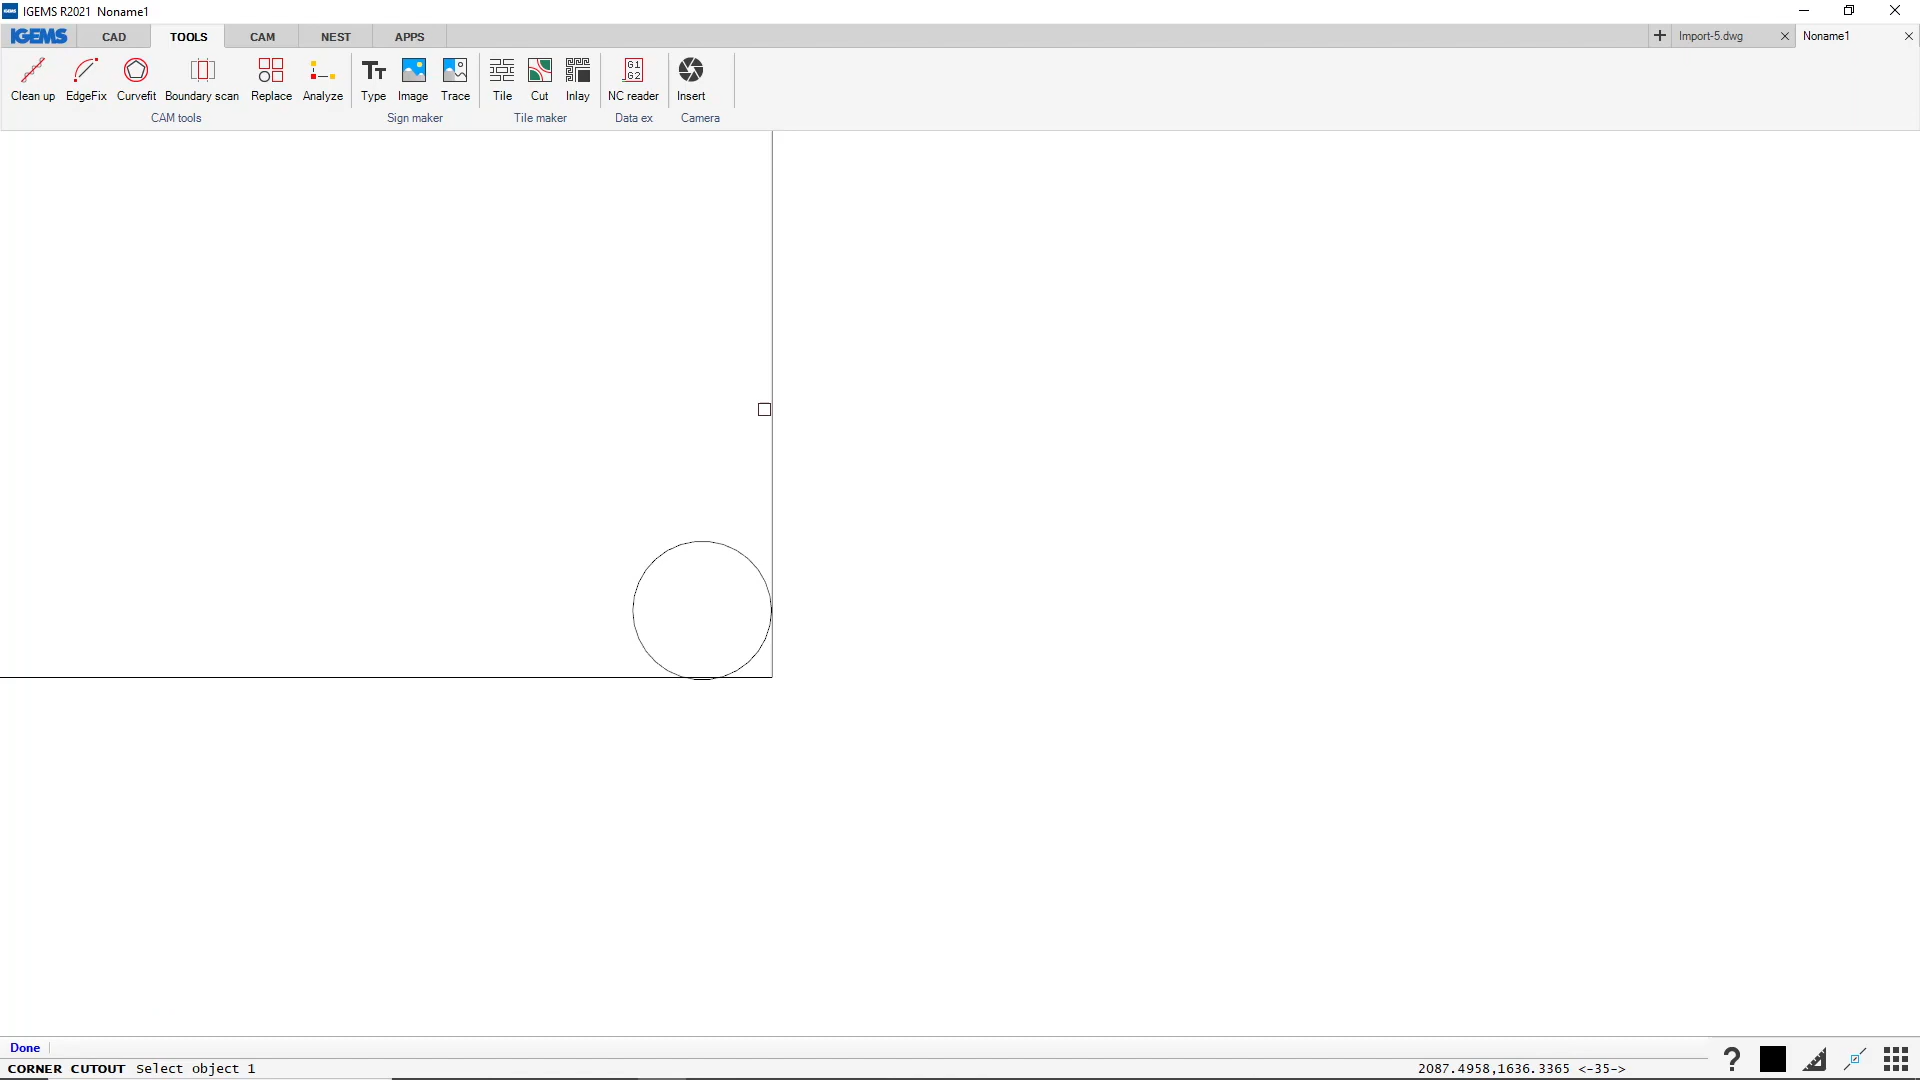 IGEMS R2021 Noname1
IGEMS CAD TOOLS CAM NEST APPS
Import-5.dwg Noname1
Clean up EdgeFix Curvefit Boundary scan Replace Analyze Type Image Trace Tile Cut Inlay NC reader Insert
CAM tools Sign maker Tile maker Data ex Camera
Done
CORNER CUTOUT Select object 1
2087.4958,1636.3365 <-35->